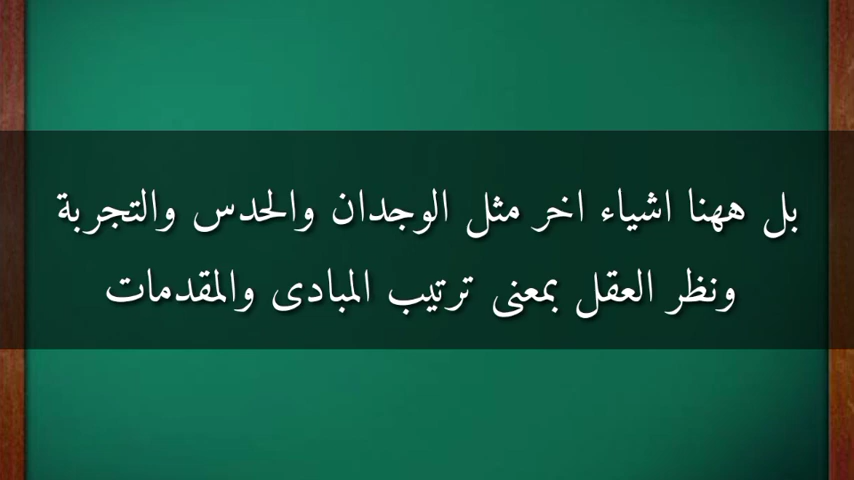 بل ههنا اشياء اخر مثل الوجدان والحدس والتجربة
ونظر العقل بمعنى ترتيب المبادى والمقدمات